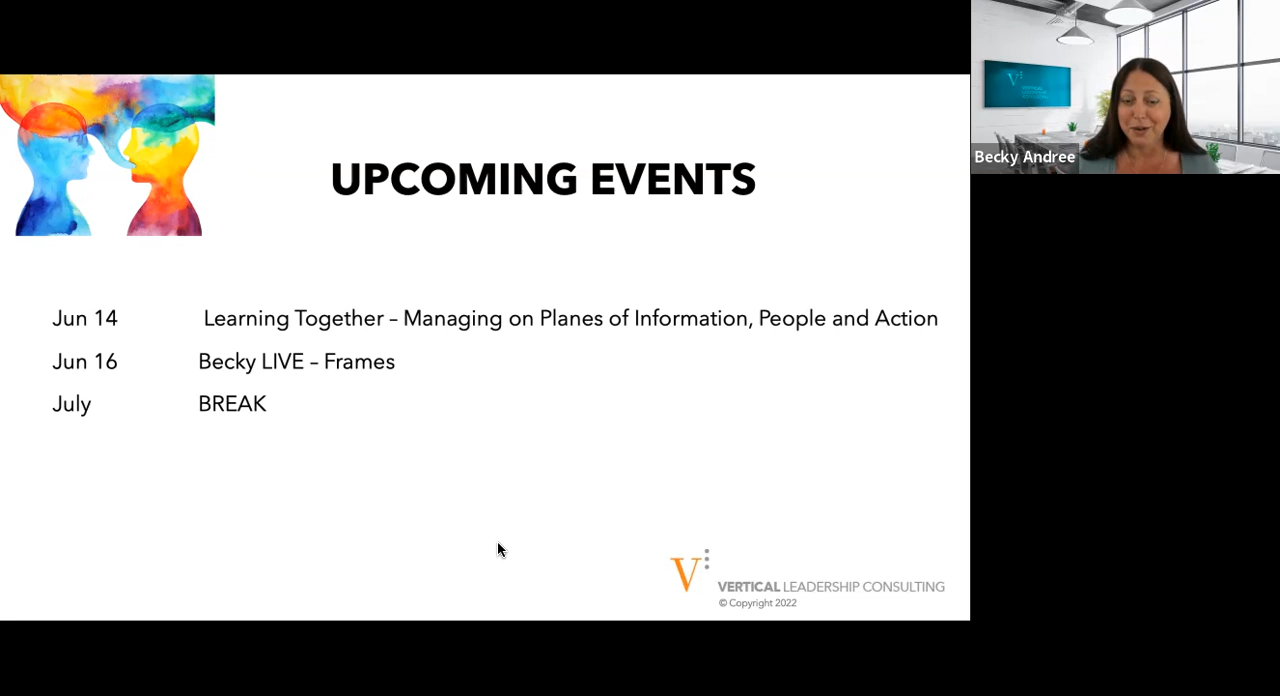 UPCOMING EVENTS
Jun 14 Learning Together – Managing on Planes of Information, People and Action
Jun 16 Becky LIVE – Frames
July BREAK
V
VERTICAL LEADERSHIP CONSULTING
© Copyright 2022
V
VERTICAL
Becky Andree